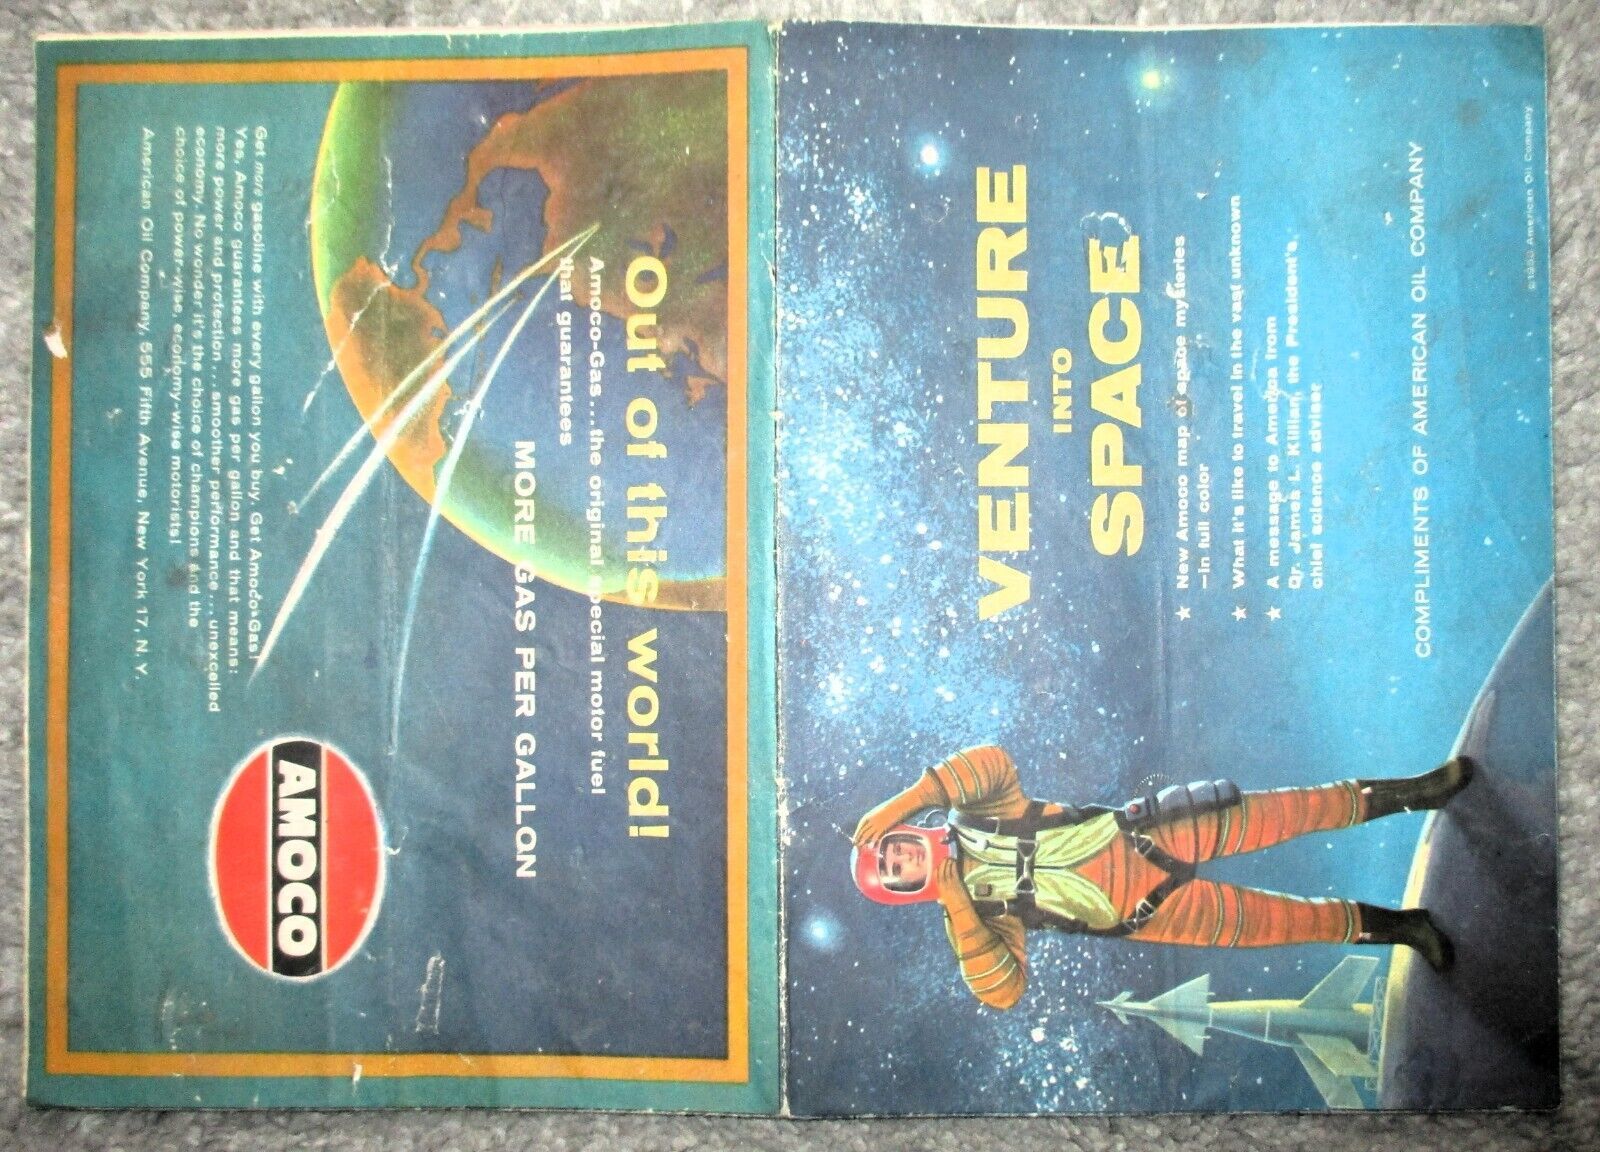 VENTURE
INTO
SPACE
★ New Amoco map of space mysteries
—in full color
★ What it's like to travel in the vast unknown
★ A message to America from
Dr. James L. Killian, the President's
chief science adviser
COMPLIMENTS OF AMERICAN OIL COMPANY
American Oil Company
Out of this world!
Amoco-Gas...the original special motor fuel
that guarantees
MORE GAS PER GALLON
Get more gasoline with every gallon you buy. Get Amoco-Gas!
Yes, Amoco guarantees more gas per gallon and that means:
more power and protection...smoother performance...unexcelled
economy. No wonder it's the choice of champions and the
choice of power-wise, economy-wise motorists!
American Oil Company, 555 Fifth Avenue, New York 17, N. Y.
AMOCO